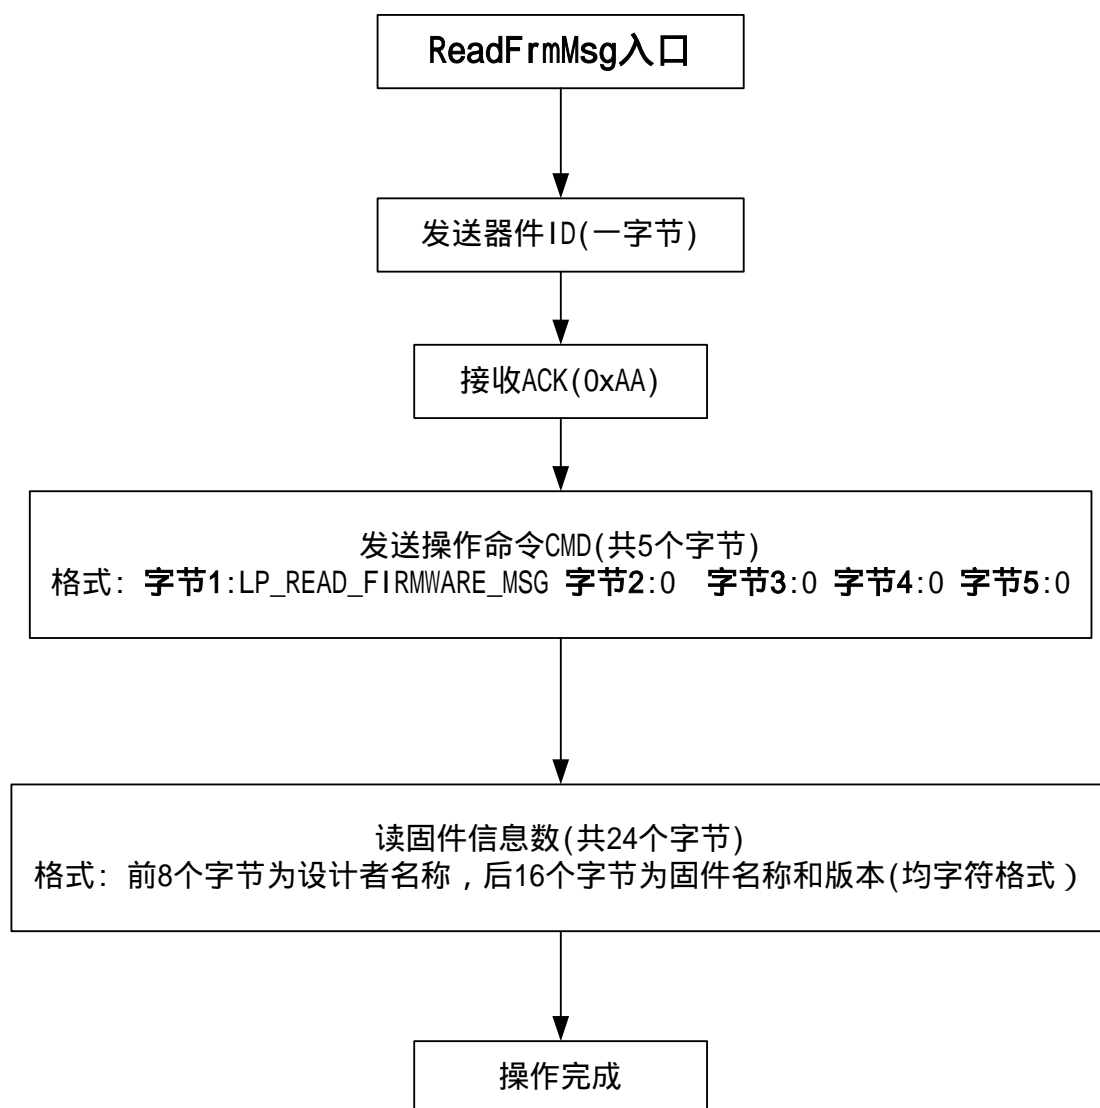 ReadFrmMsg入口
发送器件ID(一字节)
接收ACK(0xAA)
发送操作命令CMD(共5个字节)
格式: 字节1:LP_READ_FIRMWARE_MSG 字节2:0 字节3:0 字节4:0 字节5:0
读固件信息数(共24个字节)
格式: 前8个字节为设计者名称，后16个字节为固件名称和版本(均字符格式）
操作完成